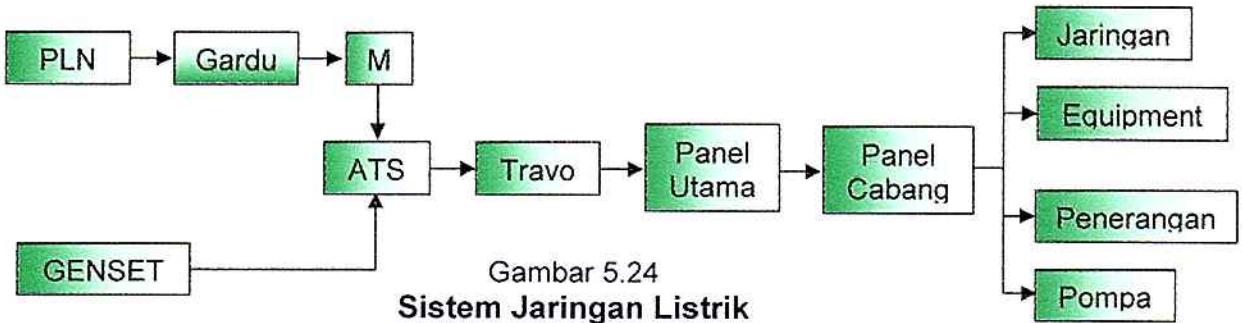 PLN
Gardu
M
ATS
Travo
Panel
Utama
Panel
Cabang
Jaringan
Equipment
Penerangan
Pompa
GENSET
Gambar 5.24
Sistem Jaringan Listrik